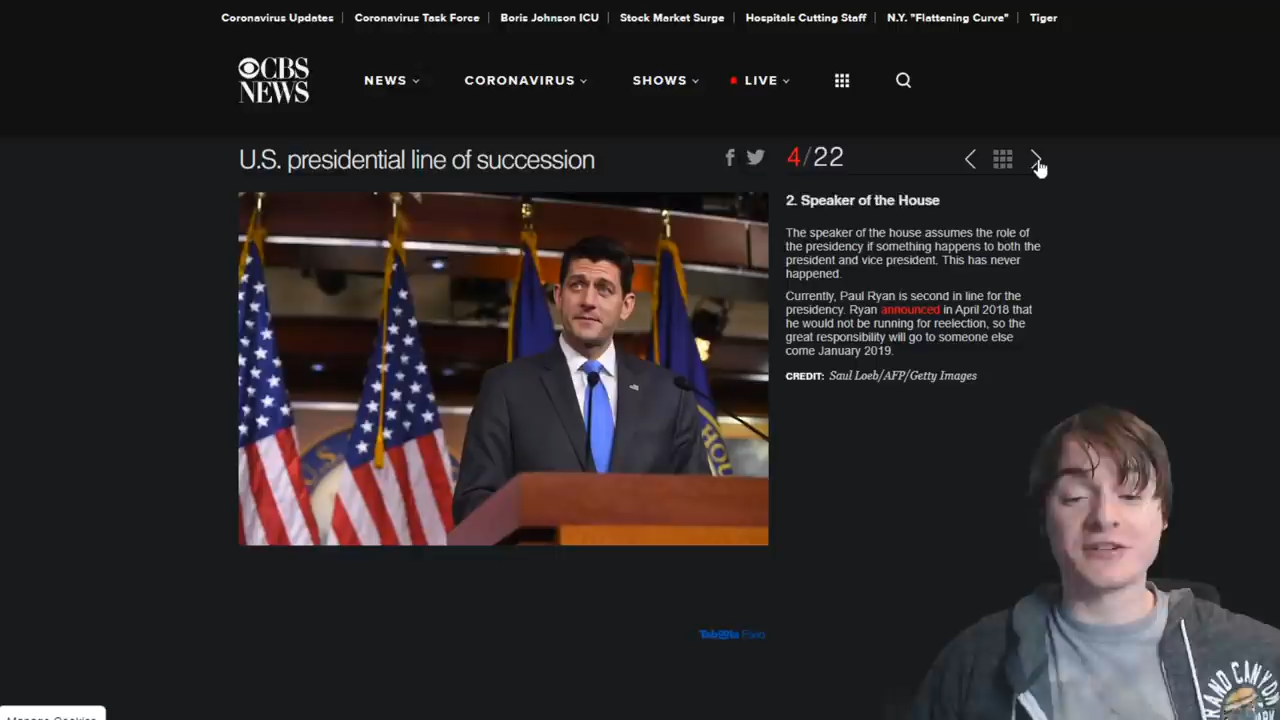 Coronavirus Updates
Coronavirus Task Force
Boris Johnson ICU
Stock Market Surge
Hospitals Cutting Staff
N.Y. "Flattening Curve"
Tiger
CBS
NEWS
NEWS
CORONAVIRUS
SHOWS
LIVE
U.S. presidential line of succession
4/22
2. Speaker of the House
The speaker of the house assumes the role of
the presidency if something happens to both the
president and vice president. This has never
happened.
Currently, Paul Ryan is second in line for the
presidency. Ryan announced in April 2018 that
he would not be running for reelection, so the
great responsibility will go to someone else
come January 2019.
CREDIT: Saul Loeb/AFP/Getty Images
U.S.
HOU
Manage Cookies
RAND CANYON